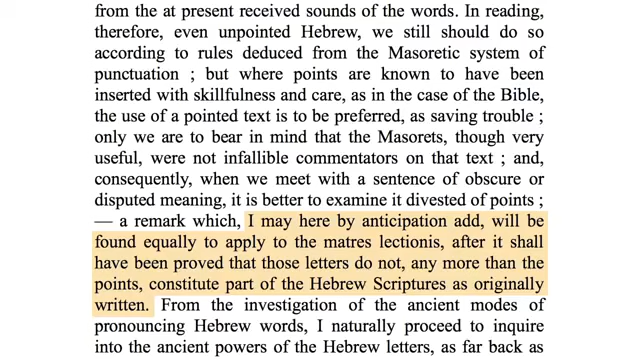 from the at present received sounds of the words. In reading,
therefore, even unpointed Hebrew, we still should do so
according to rules deduced from the Masoretic system of
punctuation ; but where points are known to have been
inserted with skillfulness and care, as in the case of the Bible,
the use of a pointed text is to be preferred, as saving trouble ;
only we are to bear in mind that the Masorets, though very
useful, were not infallible commentators on that text ; and,
consequently, when we meet with a sentence of obscure or
disputed meaning, it is better to examine it divested of points ;
— a remark which, I may here by anticipation add, will be
found equally to apply to the matres lectionis, after it shall
have been proved that those letters do not, any more than the
points, constitute part of the Hebrew Scriptures as originally
written. From the investigation of the ancient modes of
pronouncing Hebrew words, I naturally proceed to inquire
into the ancient powers of the Hebrew letters, as far back as